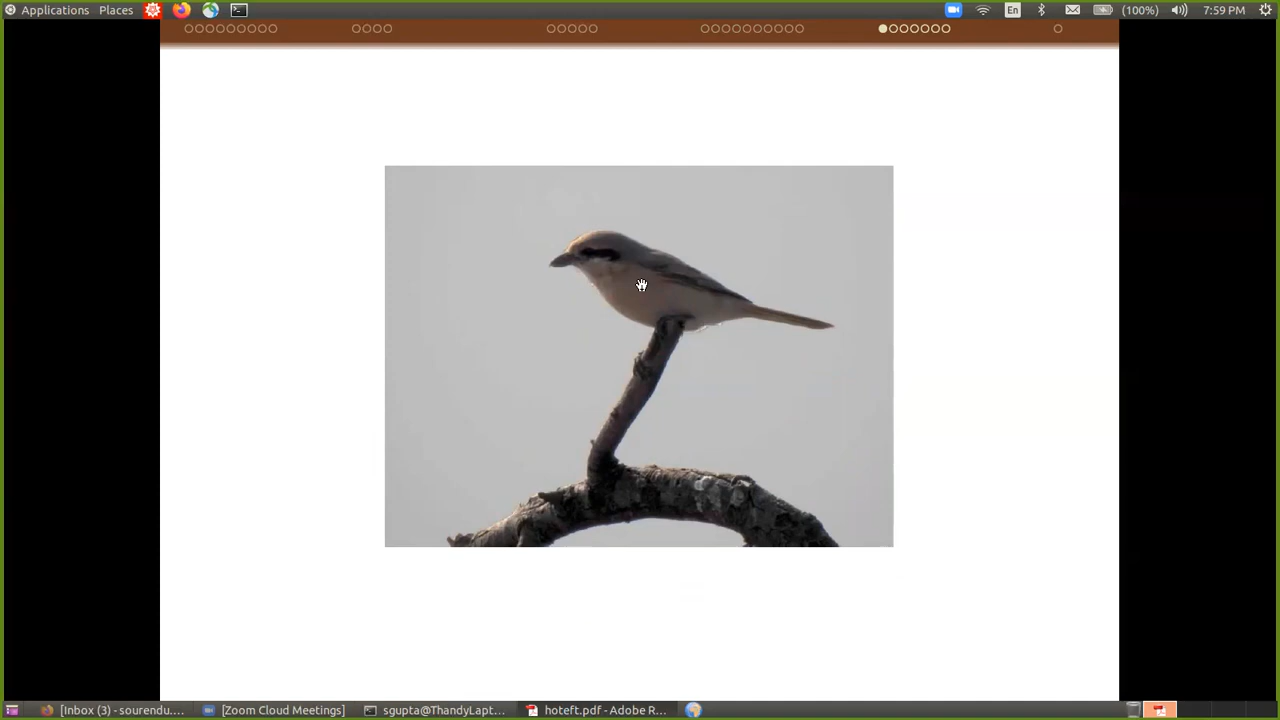 Applications Places En (100%) 7:59 PM
[Inbox (3) - sourendu.... [Zoom Cloud Meetings] sgupta@ThandyLapt... hoteft.pdf - Adobe R...